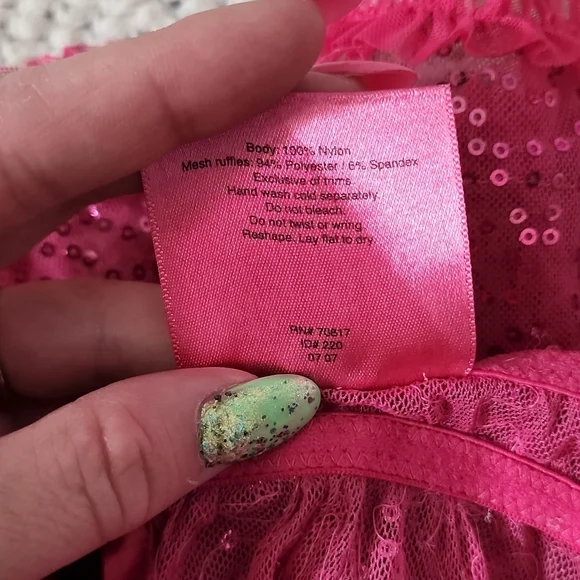 Body: 100% Nylon
Mesh ruffles: 94% Polyester / 6% Spandex
Exclusive of trims.
Hand wash cold separately.
Do not bleach.
Do not twist or wring.
Reshape. Lay flat to dry.
RN# 70817
ID# 220
07 07